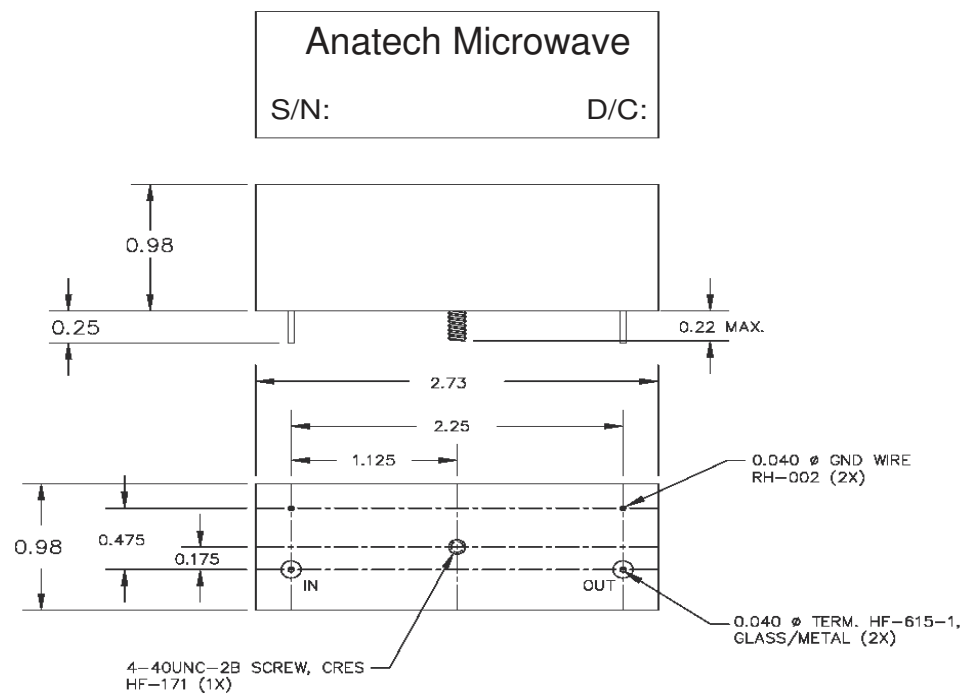 Anatech Microwave
S/N: D/C:
0.98
0.25
0.22 MAX.
2.73
2.25
1.125
0.040 ø GND WIRE
RH-002 (2X)
0.98
0.475
0.175
IN
OUT
0.040 ø TERM. HF-615-1,
GLASS/METAL (2X)
4-40UNC-2B SCREW, CRES
HF-171 (1X)